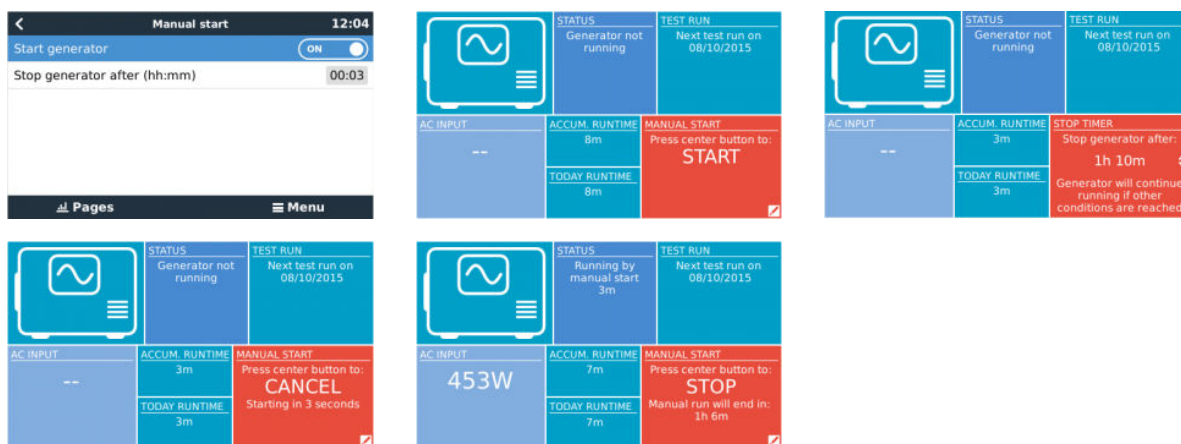 Manual start 12:04
Start generator ON
Stop generator after (hh:mm) 00:03
Pages Menu
STATUS
Generator not
running
TEST RUN
Next test run on
08/10/2015
AC INPUT
--
ACCUM. RUNTIME
8m
TODAY RUNTIME
8m
MANUAL START
Press center button to:
START
STATUS
Generator not
running
TEST RUN
Next test run on
08/10/2015
AC INPUT
--
ACCUM. RUNTIME
3m
TODAY RUNTIME
3m
STOP TIMER
Stop generator after:
1h 10m
Generator will continue
running if other
conditions are reached
STATUS
Generator not
running
TEST RUN
Next test run on
08/10/2015
AC INPUT
--
ACCUM. RUNTIME
3m
TODAY RUNTIME
3m
MANUAL START
Press center button to:
CANCEL
Starting in 3 seconds
STATUS
Running by
manual start
3m
TEST RUN
Next test run on
08/10/2015
AC INPUT
453W
ACCUM. RUNTIME
7m
TODAY RUNTIME
7m
MANUAL START
Press center button to:
STOP
Manual run will end in:
1h 6m